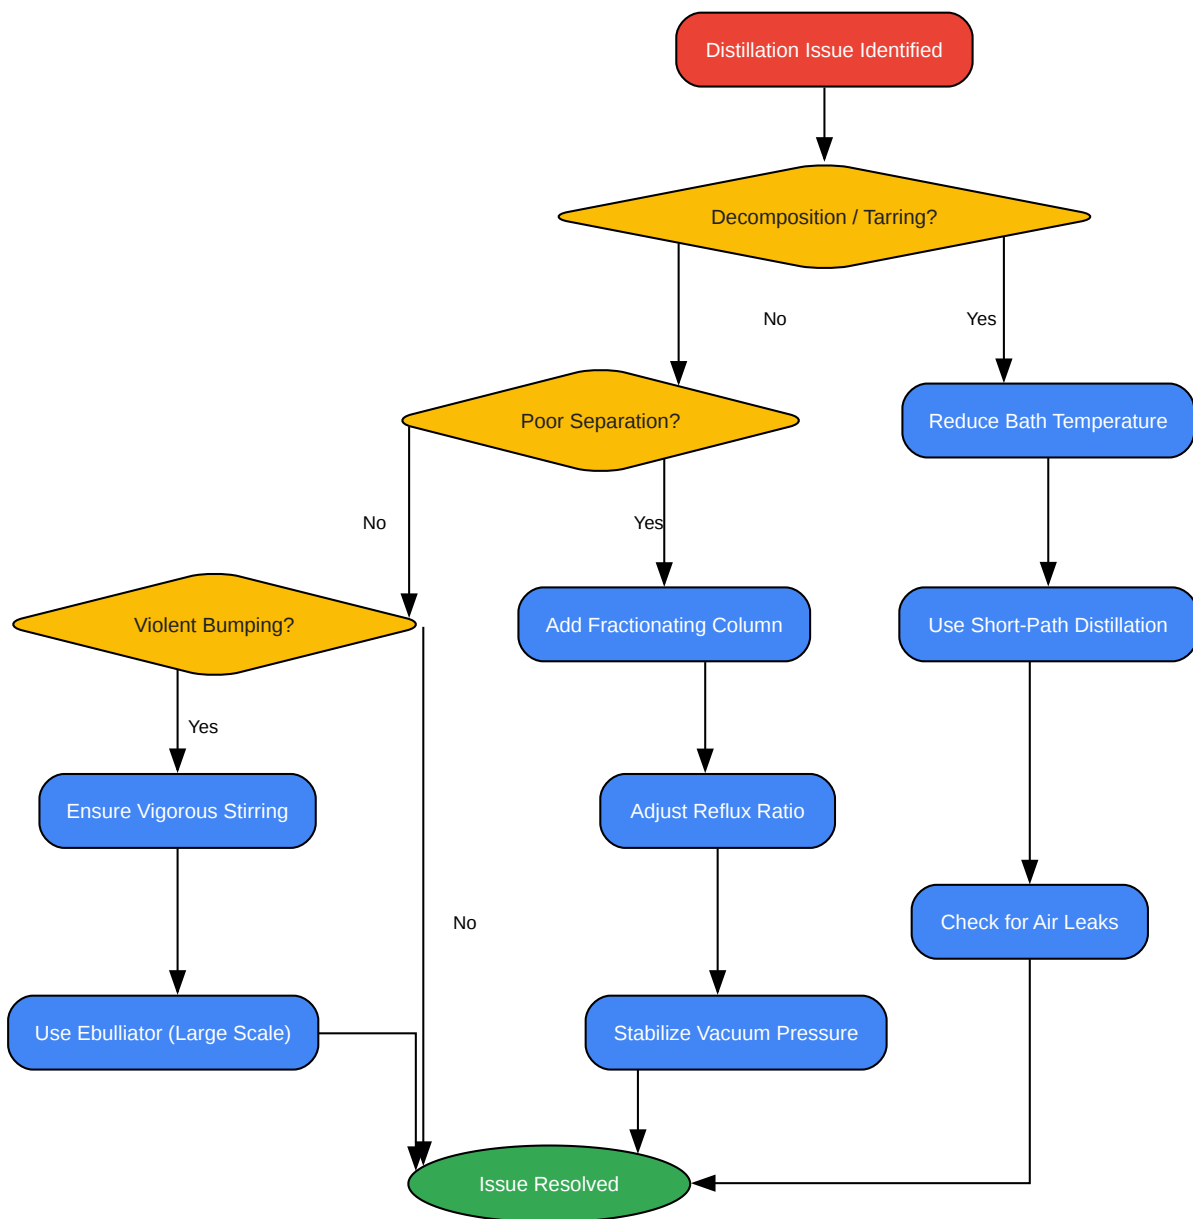 Distillation Issue Identified
Decomposition / Tarring?
No
Yes
Poor Separation?
Reduce Bath Temperature
No
Yes
Violent Bumping?
Add Fractionating Column
Use Short-Path Distillation
Yes
Ensure Vigorous Stirring
Adjust Reflux Ratio
No
Check for Air Leaks
Use Ebulliator (Large Scale)
Stabilize Vacuum Pressure
Issue Resolved